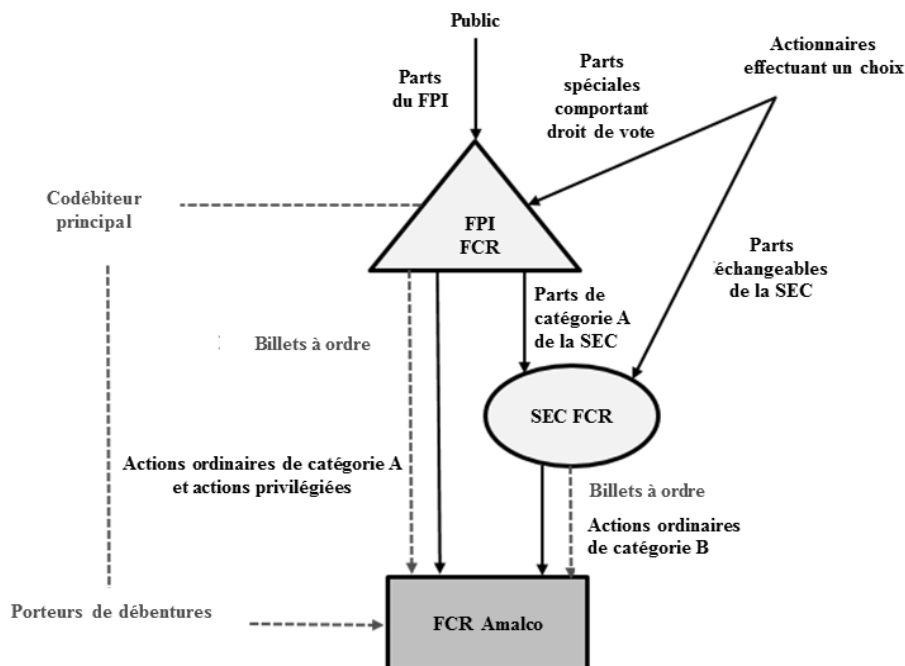 Public
Actionnaires
effectuant un choix
Parts
du FPI
Parts
spéciales
comportant
droit de vote
Codébiteur
principal
FPI
FCR
Parts
échangeables
de la SEC
Parts de
catégorie A
de la SEC
Billets à ordre
SEC FCR
Actions ordinaires de catégorie A
et actions privilégiées
Billets à ordre
Actions ordinaires
de catégorie B
Porteurs de débentures
FCR Amalco